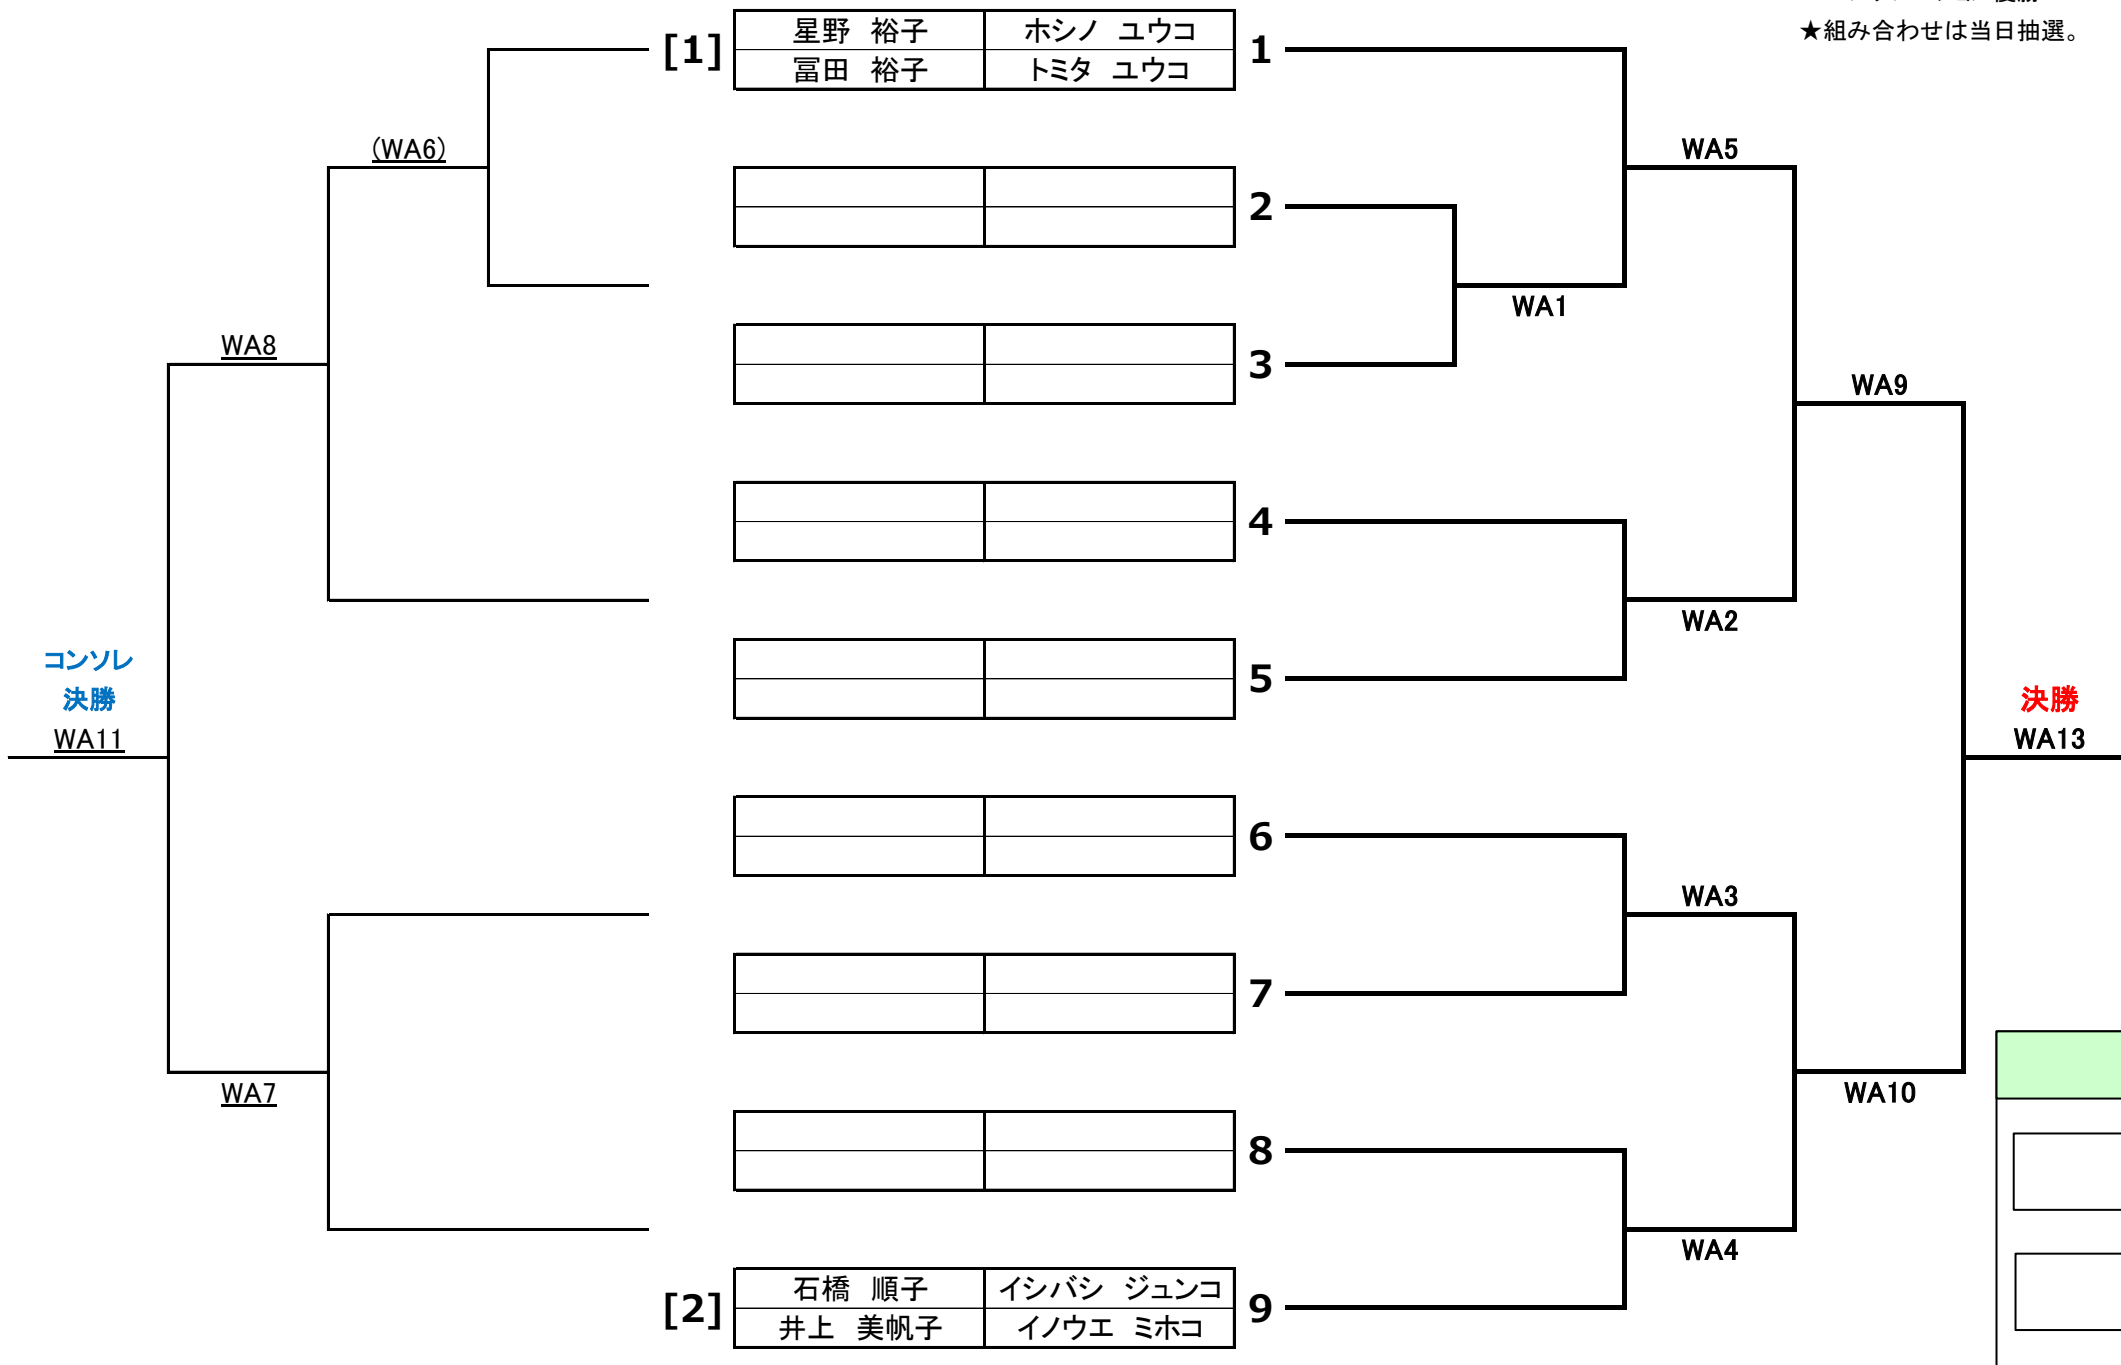 優勝
★組み合わせは当日抽選。
[1] 星野 裕子 ホシノ ユウコ 1
冨田 裕子 トミタ ユウコ
(WA6)
WA5
2
WA1
WA8
3
WA9
4
WA2
コンソレ
決勝
WA11
5
決勝
WA13
6
WA3
7
WA7
WA10
8
WA4
[2] 石橋 順子 イシバシ ジュンコ 9
井上 美帆子 イノウエ ミホコ